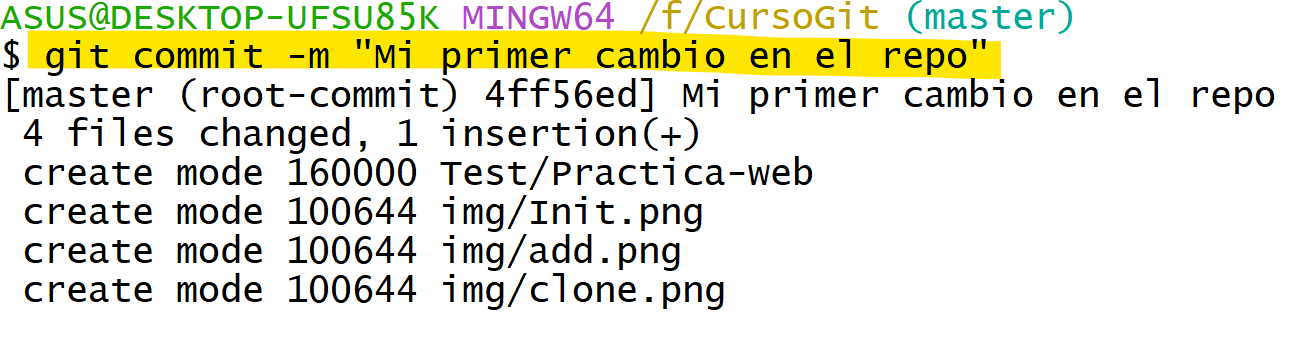 ASUS@DESKTOP-UFSU85K MINGW64 /f/CursoGit (master)
$ git commit -m "Mi primer cambio en el repo"
[master (root-commit) 4ff56ed] Mi primer cambio en el repo
 4 files changed, 1 insertion(+)
 create mode 160000 Test/Practica-web
 create mode 100644 img/Init.png
 create mode 100644 img/add.png
 create mode 100644 img/clone.png